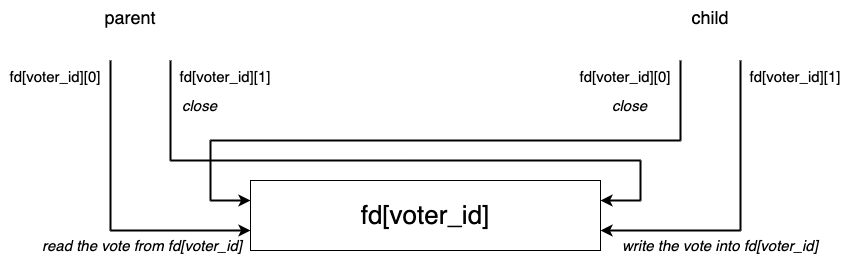 parent
child
fd[voter_id][0]
fd[voter_id][1]
fd[voter_id][0]
fd[voter_id][1]
close
close
fd[voter_id]
read the vote from fd[voter_id]
write the vote into fd[voter_id]